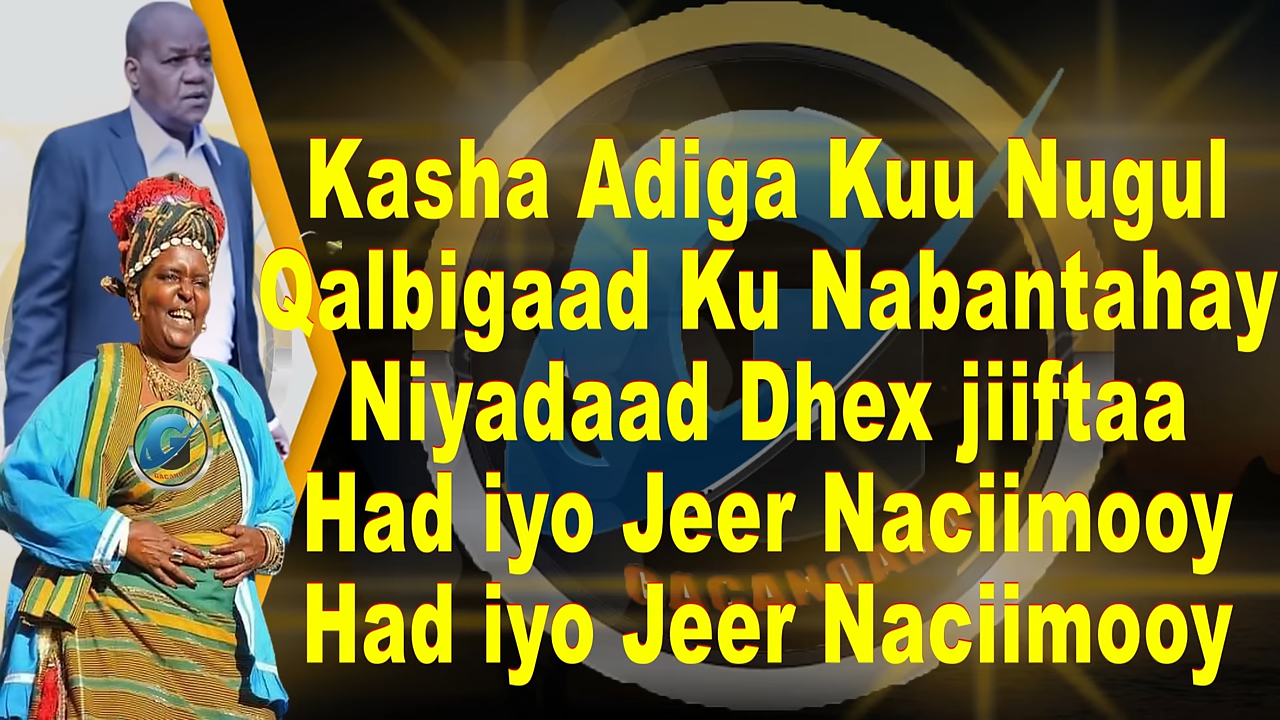 Kasha Adiga Kuu Nugul
Qalbigaad Ku Nabantahay
Niyadaad Dhex jiiftaa
Had iyo Jeer Naciimooy
Had iyo Jeer Naciimooy